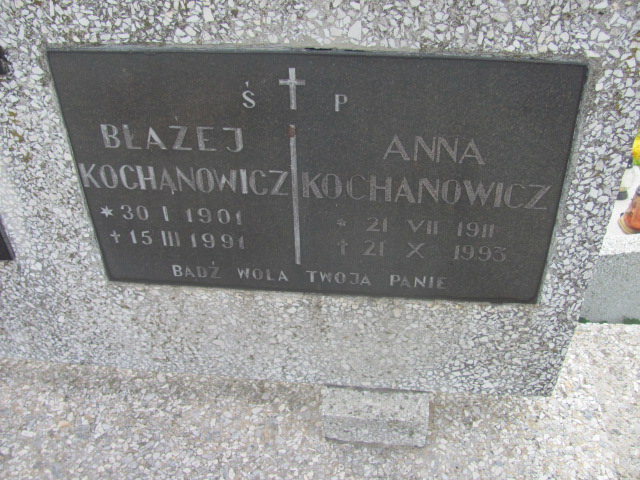 Ś P
BŁAŻEJ
KOCHANOWICZ
* 30 I 1901
+ 15 III 1991
ANNA
KOCHANOWICZ
* 21 VII 1911
+ 21 X 1993
BĄDŹ WOLA TWOJA PANIE